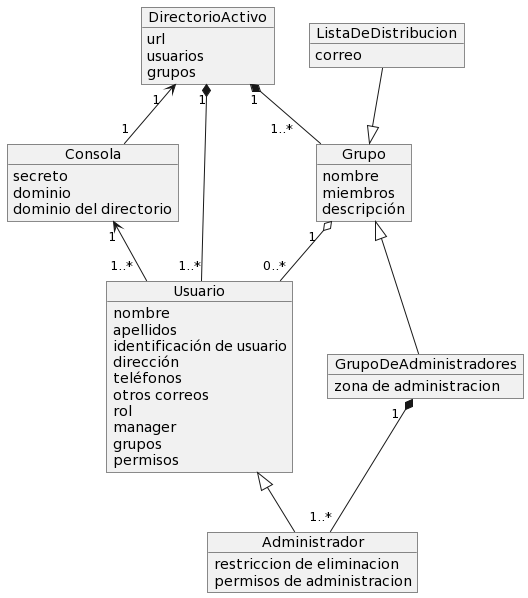 DirectorioActivo
url
usuarios
grupos
ListaDeDistribucion
correo
1
1
1
1
1..*
Consola
secreto
dominio
dominio del directorio
Grupo
nombre
miembros
descripción
1
1
1..*
1..*
0..*
Usuario
nombre
apellidos
identificación de usuario
dirección
teléfonos
otros correos
rol
manager
grupos
permisos
GrupoDeAdministradores
zona de administracion
1
1..*
Administrador
restriccion de eliminacion
permisos de administracion